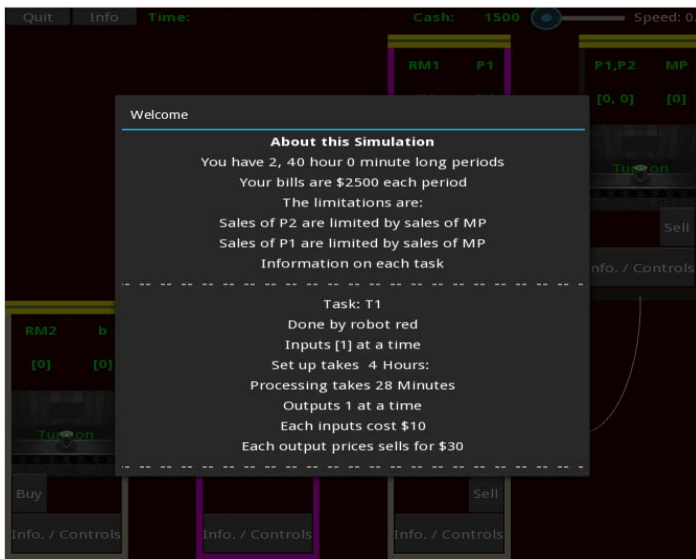 Quit Info Time: Cash: 1500 Speed: 0.
RM1 P1 P1,P2 MP
[0, 0] [0]
Welcome
About this Simulation
You have 2, 40 hour 0 minute long periods
Your bills are $2500 each period
The limitations are:
Sales of P2 are limited by sales of MP
Sales of P1 are limited by sales of MP
Information on each task
Task: T1
Done by robot red
Inputs [1] at a time
Set up takes 4 Hours:
Processing takes 28 Minutes
Outputs 1 at a time
Each inputs cost $10
Each output prices sells for $30
Turn on
Sell
nfo. / Controls
RM2 b
[0] [0]
Turn on
Buy Sell
Info. / Controls Info. / Controls Info. / Controls